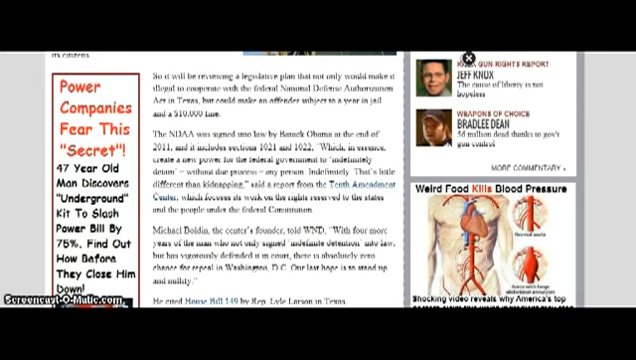 its citizens
Power
Companies
Fear This
"Secret"!
47 Year Old
Man Discovers
"Underground"
Kit To Slash
Power Bill By
75%. Find Out
How Before
They Close Him
Down!
So it will be reviewing a legislative plan that not only would make it
illegal to cooperate with the federal National Defense Authorization
Act in Texas, but could make an offender subject to a year in jail
and a $10,000 fine.
The NDAA was signed into law by Barack Obama at the end of
2011, and it includes sections 1021 and 1022, "Which, in essence,
create a new power for the federal government to 'indefinitely
detain' – without due process – any person. Indefinitely. That's little
different than kidnapping," said a report from the Tenth Amendment
Center, which focuses its work on the rights reserved to the states
and the people under the federal Constitution.
Michael Boldin, the center's founder, told WND, "With four more
years of the man who not only signed 'indefinite detention' into law,
but has vigorously defended it in court, there is absolutely zero
chance for repeal in Washington, D.C. Our last hope is to stand up
and nullify."
He cited House Bill 149 by Rep. Lyle Larson in Texas.
GUN RIGHTS REPORT
JEFF KNOX
The cause of liberty is not
hopeless
WEAPONS OF CHOICE
BRADLEE DEAN
56 million dead thanks to gov't
gun control
MORE COMMENTARY
Weird Food Kills Blood Pressure
Normal aorta
Aorta with large
abdominal aneurysm
Shocking video reveals why America's top
Screencast-O-Matic.com